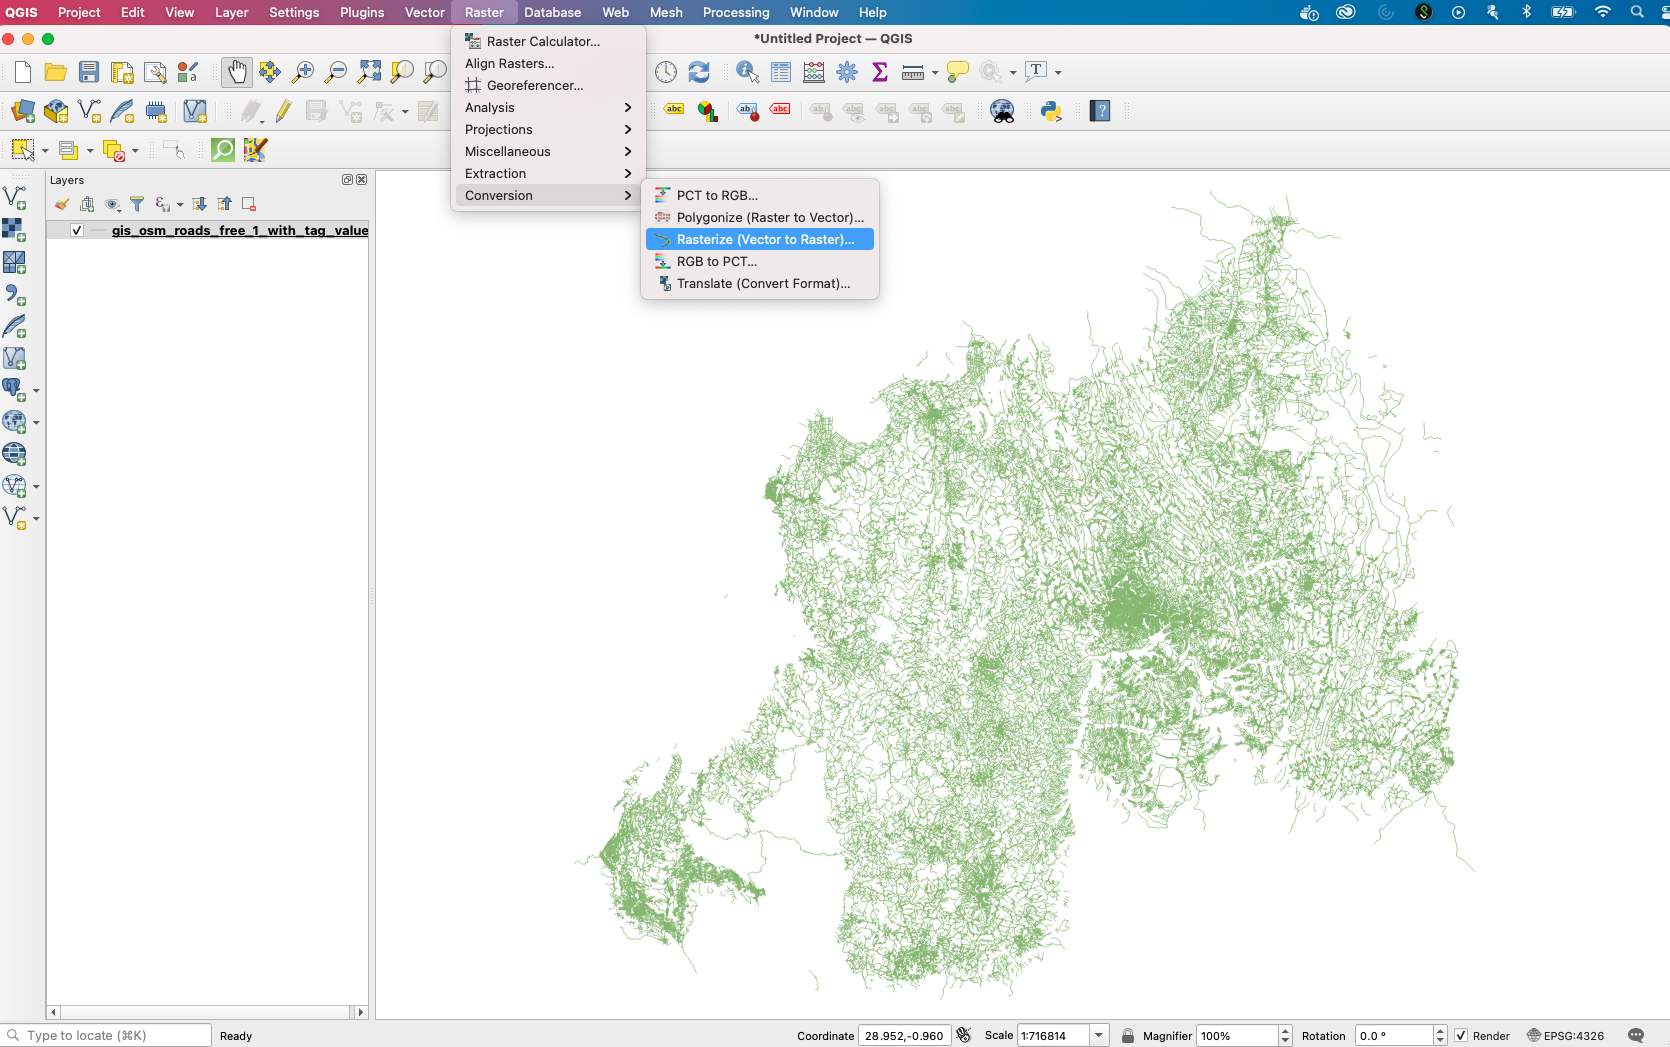 QGIS Project Edit View Layer Settings Plugins Vector Raster Database Web Mesh Processing Window Help
*Untitled Project — QGIS
Raster Calculator...
Align Rasters...
Georeferencer...
Analysis
Projections
Miscellaneous
Extraction
Conversion
PCT to RGB...
Polygonize (Raster to Vector)...
Rasterize (Vector to Raster)...
RGB to PCT...
Translate (Convert Format)...
abc abc abc
Layers
gis_osm_roads_free_1_with_tag_value
Type to locate (⌘K) Ready Coordinate 28.952,-0.960 Scale 1:716814 Magnifier 100% Rotation 0.0 ° Render EPSG:4326